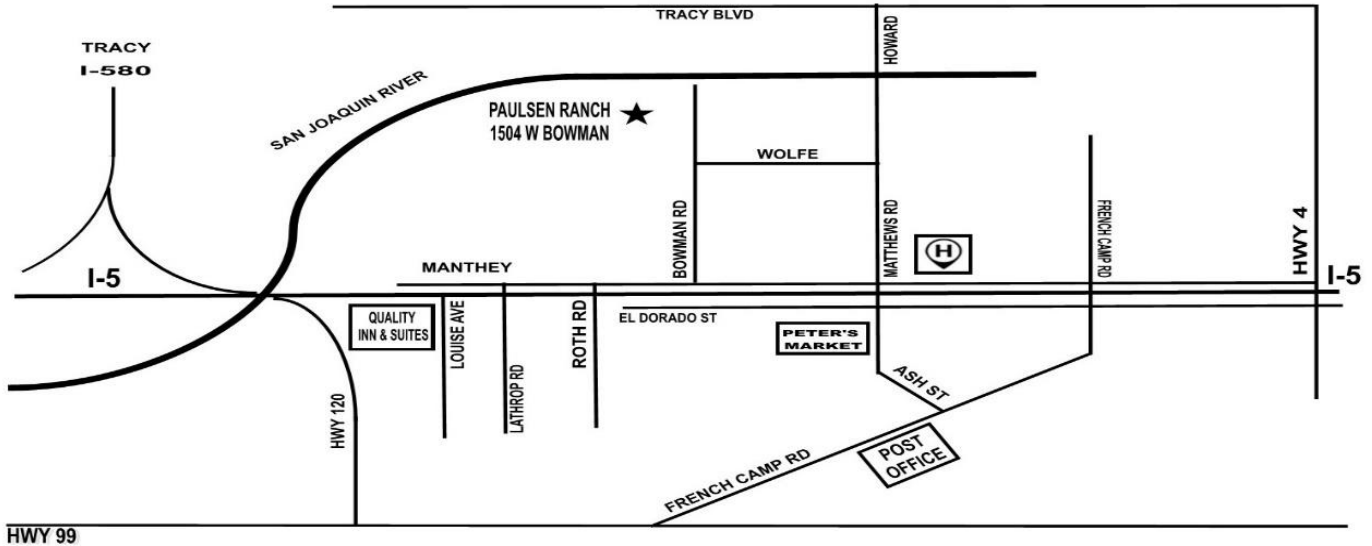 TRACY BLVD
TRACY
I-580
HOWARD
SAN JOAQUIN RIVER
PAULSEN RANCH
1504 W BOWMAN
WOLFE
BOWMAN RD
MATTHEWS RD
H
FRENCH CAMP RD
HWY 4
I-5
MANTHEY
I-5
QUALITY
INN & SUITES
LOUISE AVE
LATHROP RD
ROTH RD
EL DORADO ST
PETER'S
MARKET
ASH ST
HWY 120
FRENCH CAMP RD
POST
OFFICE
HWY 99